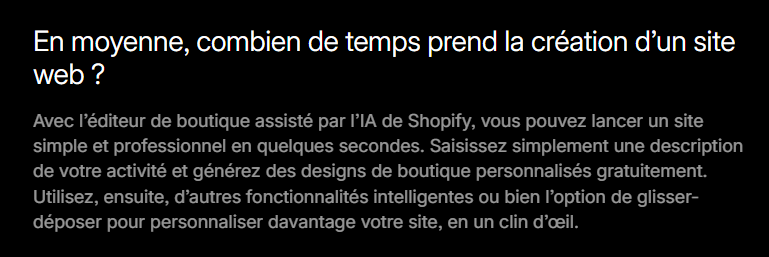 En moyenne, combien de temps prend la création d’un site
web ?
Avec l’éditeur de boutique assisté par l’IA de Shopify, vous pouvez lancer un site
simple et professionnel en quelques secondes. Saisissez simplement une description
de votre activité et générez des designs de boutique personnalisés gratuitement.
Utilisez, ensuite, d’autres fonctionnalités intelligentes ou bien l’option de glisser-
déposer pour personnaliser davantage votre site, en un clin d’œil.